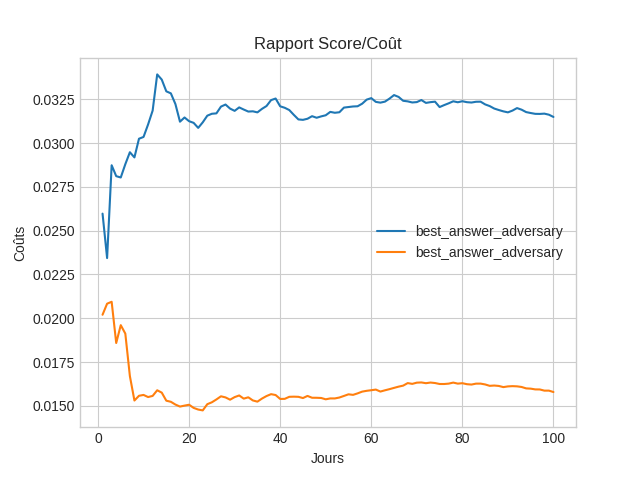 Rapport Score/Coût
0.0325
0.0300
0.0275
0.0250
0.0225
0.0200
0.0175
0.0150
Coûts
best_answer_adversary
best_answer_adversary
0 20 40 60 80 100
Jours